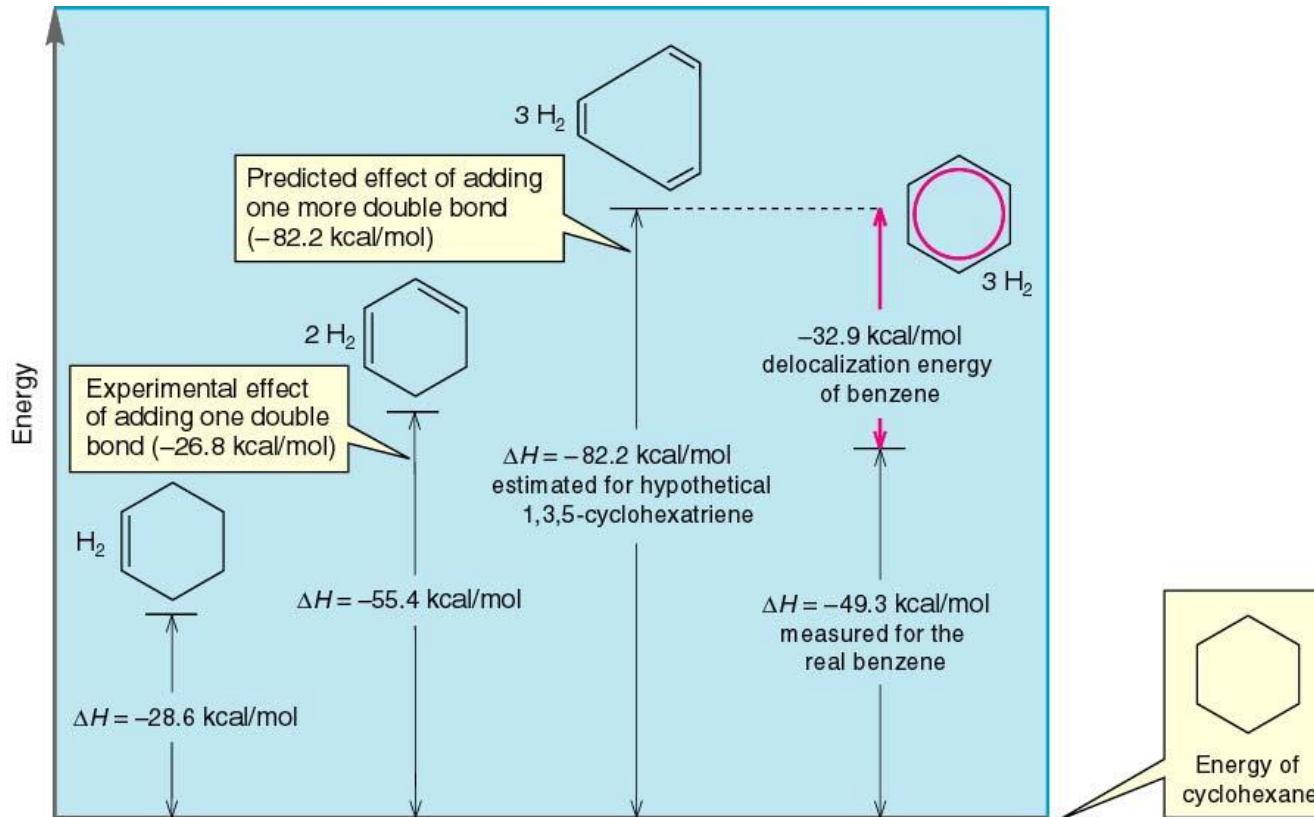 Energy
3 H₂
Predicted effect of adding
one more double bond
(–82.2 kcal/mol)
3 H₂
2 H₂
–32.9 kcal/mol
delocalization energy
of benzene
Experimental effect
of adding one double
bond (–26.8 kcal/mol)
ΔH = –82.2 kcal/mol
estimated for hypothetical
1,3,5-cyclohexatriene
H₂
ΔH = –55.4 kcal/mol
ΔH = –49.3 kcal/mol
measured for the
real benzene
ΔH = –28.6 kcal/mol
Energy of
cyclohexane